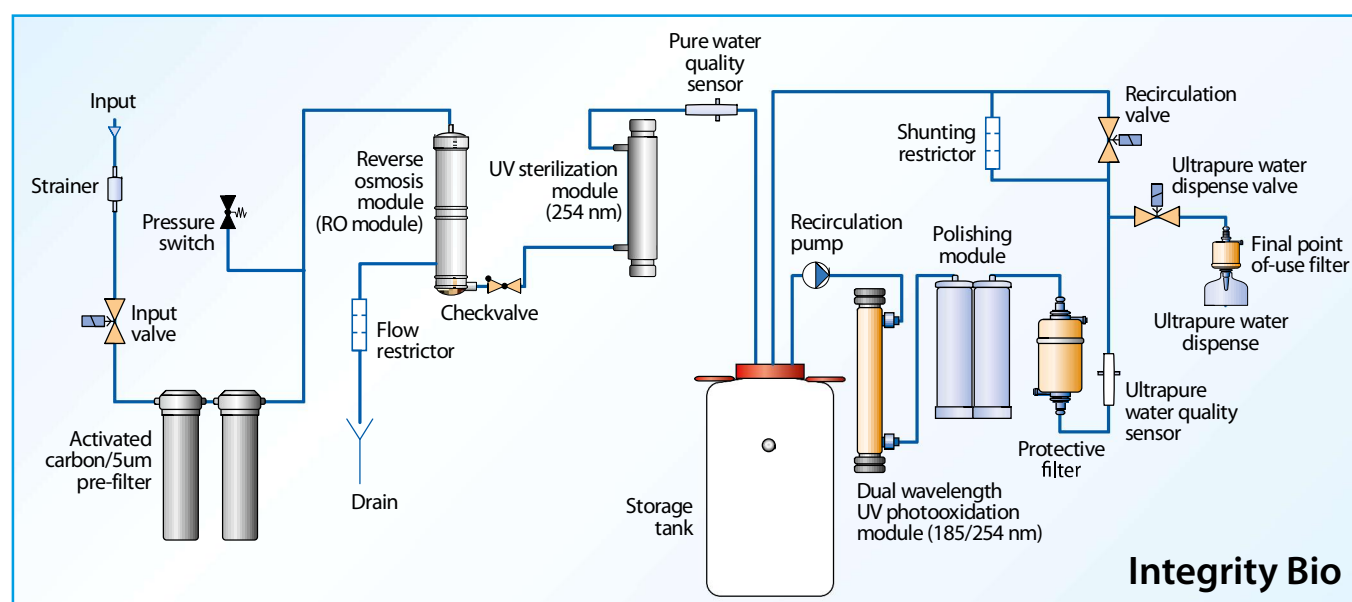 Input
Strainer
Pressure
switch
Input
valve
Activated
carbon/5um
pre-filter
Reverse
osmosis
module
(RO module)
Flow
restrictor
Drain
Checkvalve
UV sterilization
module
(254 nm)
Pure water
quality
sensor
Storage
tank
Recirculation
pump
Dual wavelength
UV photooxidation
module (185/254 nm)
Polishing
module
Protective
filter
Shunting
restrictor
Recirculation
valve
Ultrapure water
dispense valve
Final point
of-use filter
Ultrapure water
dispense
Ultrapure
water quality
sensor
Integrity Bio